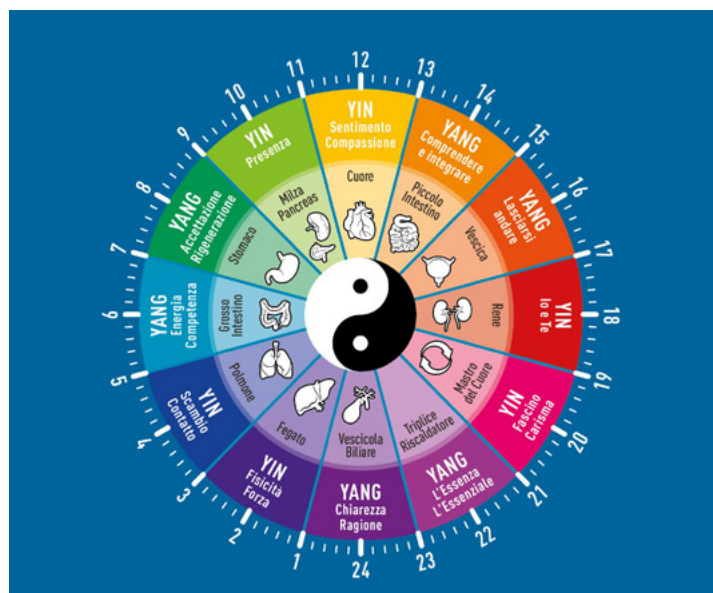 12
13
14
15
16
17
18
19
20
21
22
23
24
1
2
3
4
5
6
7
8
9
10
11
YIN
Sentimento
Compassione
Cuore
YANG
Comprendere
e integrare
Piccolo
Intestino
YANG
Lasciarsi
andare
Vescica
YIN
Io e Te
Rene
YIN
Fascino
Carisma
Mastro
del Cuore
YANG
L'Essenza
L'Essenziale
Triplice
Riscaldatore
YANG
Chiarezza
Ragione
Vescicola
Biliare
YIN
Fisicità
Forza
Fegato
YIN
Scambio
Contatto
Polmone
YANG
Energia
Competenza
Grosso
Intestino
YANG
Accettazione
Rigenerazione
Stomaco
YIN
Presenza
Milza
Pancreas